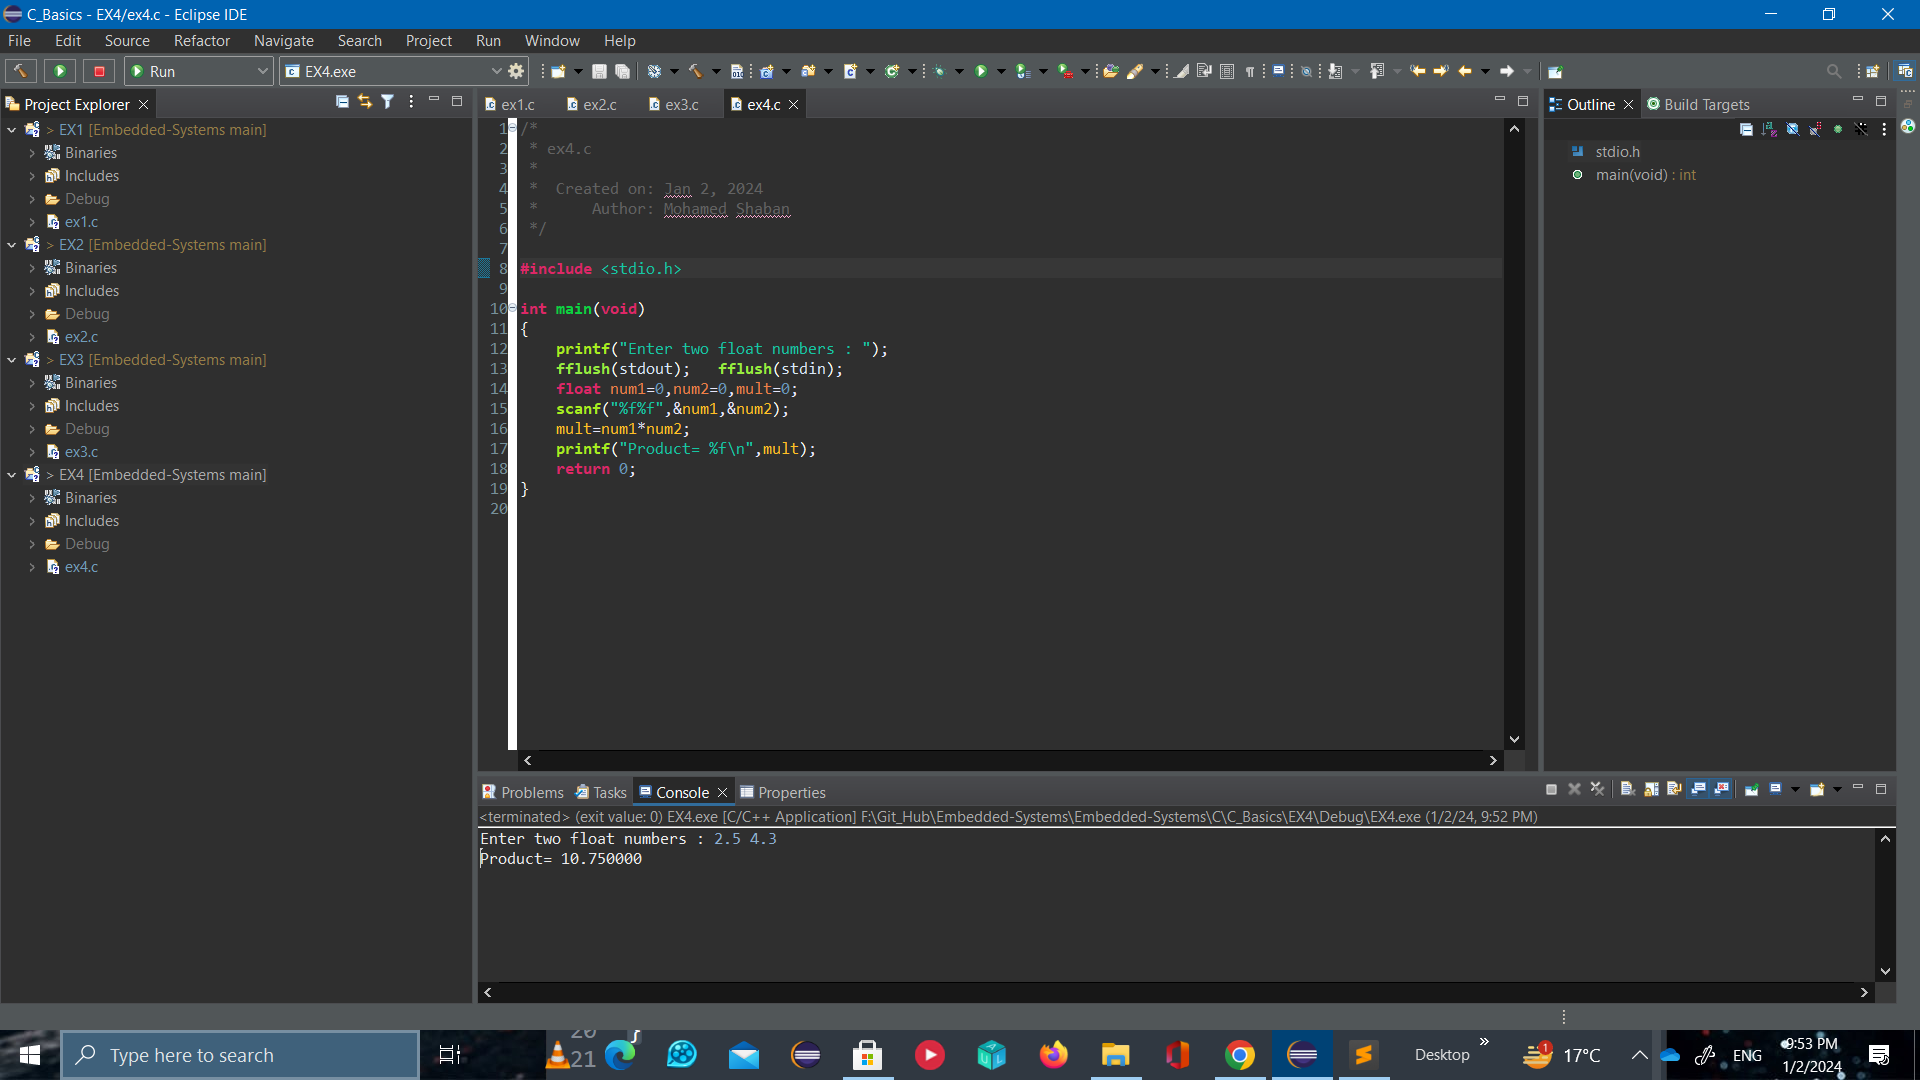 C_Basics - EX4/ex4.c - Eclipse IDE
File Edit Source Refactor Navigate Search Project Run Window Help
Run
EX4.exe
Project Explorer
> EX1 [Embedded-Systems main]
Binaries
Includes
Debug
ex1.c
> EX2 [Embedded-Systems main]
Binaries
Includes
Debug
ex2.c
> EX3 [Embedded-Systems main]
Binaries
Includes
Debug
ex3.c
> EX4 [Embedded-Systems main]
Binaries
Includes
Debug
ex4.c
ex1.c ex2.c ex3.c ex4.c
1 /*
2 * ex4.c
3 *
4 * Created on: Jan 2, 2024
5 * Author: Mohamed Shaban
6 */
7
8 #include <stdio.h>
9
10 int main(void)
11 {
12 printf("Enter two float numbers : ");
13 fflush(stdout); fflush(stdin);
14 float num1=0,num2=0,mult=0;
15 scanf("%f%f",&num1,&num2);
16 mult=num1*num2;
17 printf("Product= %f\n",mult);
18 return 0;
19 }
20
Outline Build Targets
stdio.h
main(void) : int
Problems Tasks Console Properties
<terminated> (exit value: 0) EX4.exe [C/C++ Application] F:\Git_Hub\Embedded-Systems\Embedded-Systems\C\C_Basics\EX4\Debug\EX4.exe (1/2/24, 9:52 PM)
Enter two float numbers : 2.5 4.3
Product= 10.750000
Type here to search
20 }
21
Desktop
1
17°C
ENG
9:53 PM
1/2/2024